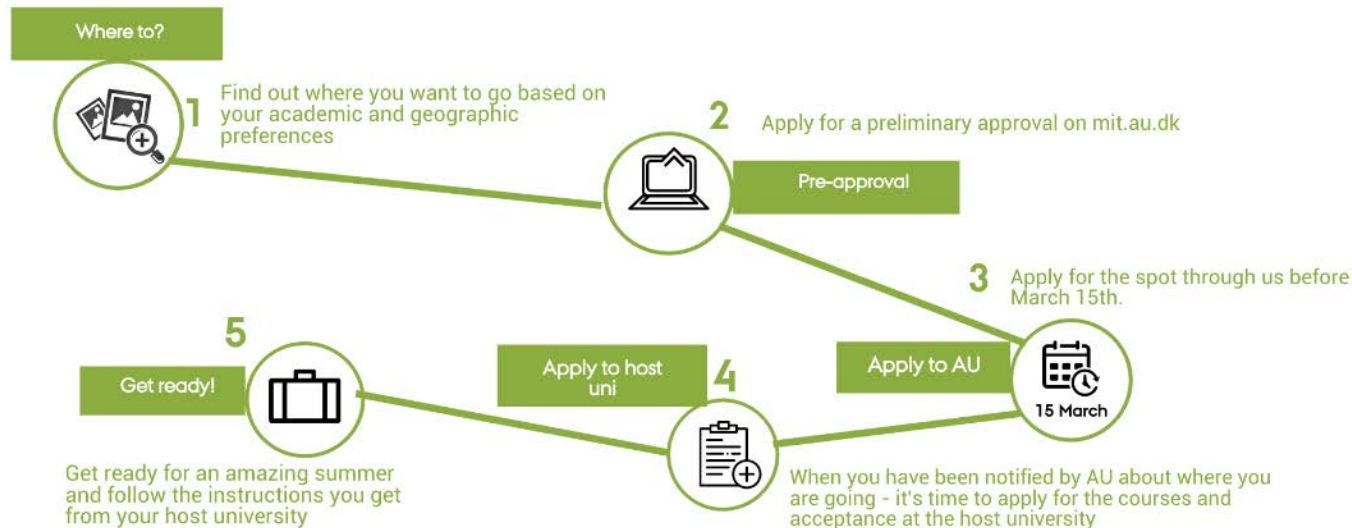 Where to?
1
Find out where you want to go based on
your academic and geographic
preferences
2
Apply for a preliminary approval on mit.au.dk
Pre-approval
3
Apply for the spot through us before
March 15th.
Apply to AU
15 March
4
Apply to host
uni
When you have been notified by AU about where you
are going - it's time to apply for the courses and
acceptance at the host university
5
Get ready!
Get ready for an amazing summer
and follow the instructions you get
from your host university